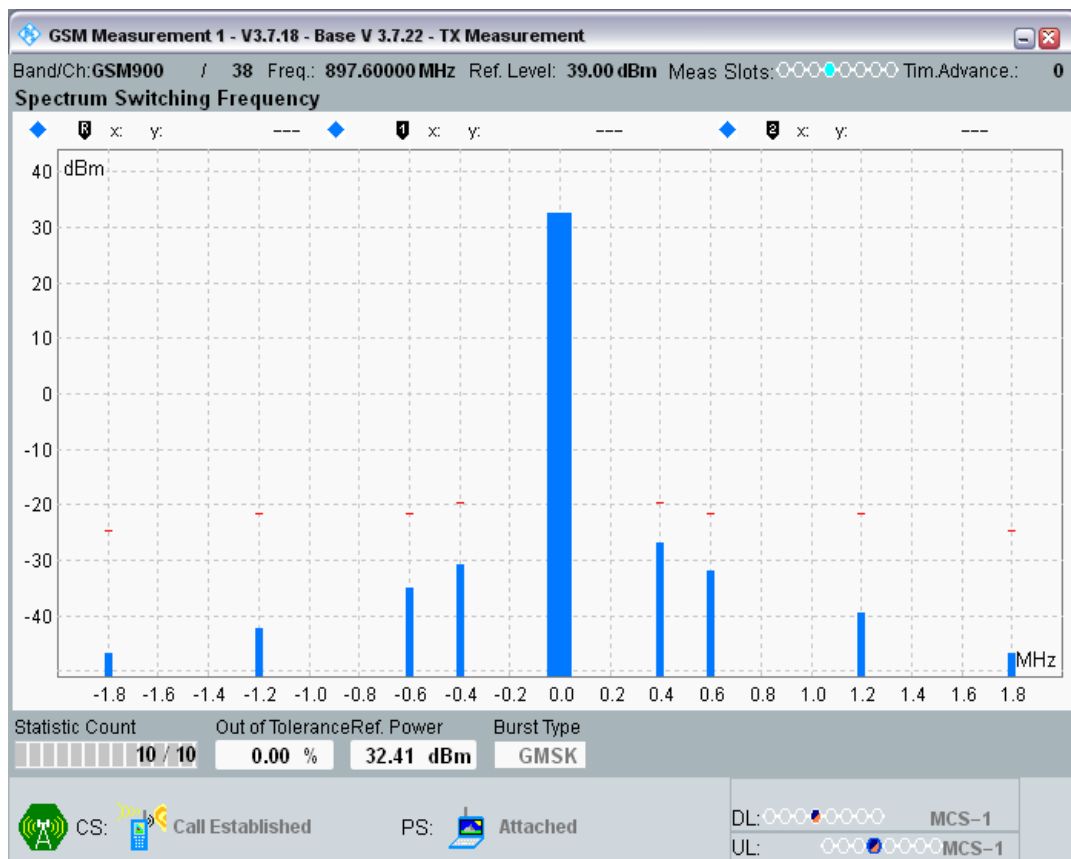 GSM Measurement 1 - V3.7.18 - Base V 3.7.22 - TX Measurement
Band/Ch:GSM900 / 38 Freq.: 897.60000 MHz Ref. Level: 39.00 dBm Meas Slots: Tim.Advance.: 0
Spectrum Switching Frequency
R x: y: --- 1 x: y: --- 2 x: y: ---
dBm
40
30
20
10
0
-10
-20
-30
-40
MHz
-1.8 -1.6 -1.4 -1.2 -1.0 -0.8 -0.6 -0.4 -0.2 0.0 0.2 0.4 0.6 0.8 1.0 1.2 1.4 1.6 1.8
Statistic Count Out of Tolerance Ref. Power Burst Type
10 / 10 0.00 % 32.41 dBm GMSK
CS: Call Established PS: Attached DL: MCS-1
UL: MCS-1